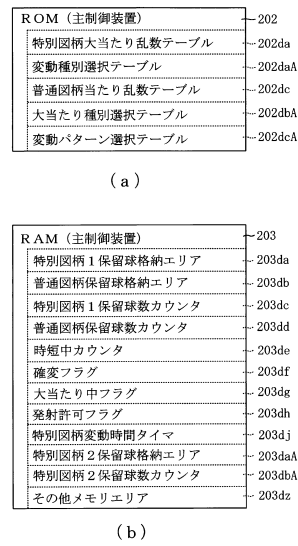 ROM（主制御装置） 202
特別図柄大当たり乱数テーブル 202da
変動種別選択テーブル 202daA
普通図柄当たり乱数テーブル 202dc
大当たり種別選択テーブル 202dbA
変動パターン選択テーブル 202dcA
(a)
RAM（主制御装置） 203
特別図柄1保留球格納エリア 203da
普通図柄保留球格納エリア 203db
特別図柄1保留球数カウンタ 203dc
普通図柄保留球数カウンタ 203dd
時短中カウンタ 203de
確変フラグ 203df
大当たり中フラグ 203dg
発射許可フラグ 203dh
特別図柄変動時間タイマ 203dj
特別図柄2保留球格納エリア 203daA
特別図柄2保留球数カウンタ 203dbA
その他メモリエリア 203dz
(b)